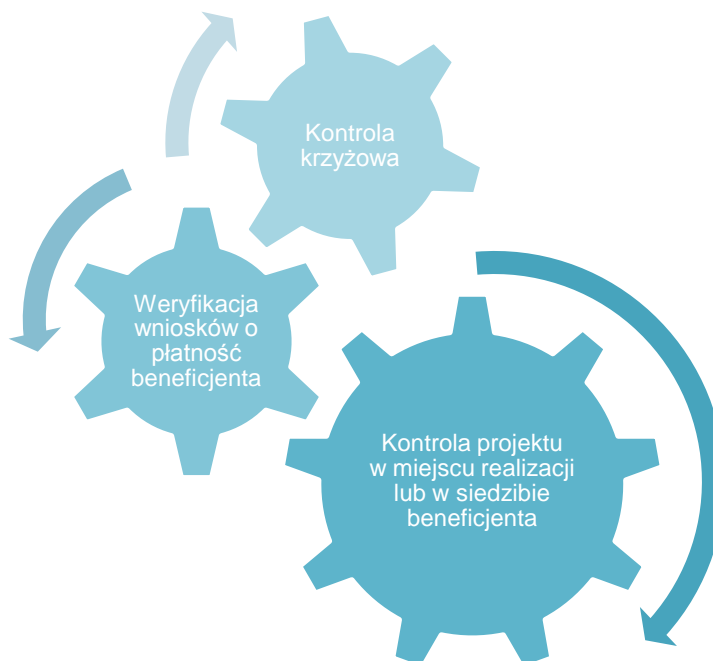 Kontrola
krzyżowa
Weryfikacja
wniosków o
płatność
beneficjenta
Kontrola projektu
w miejscu realizacji
lub w siedzibie
beneficjenta